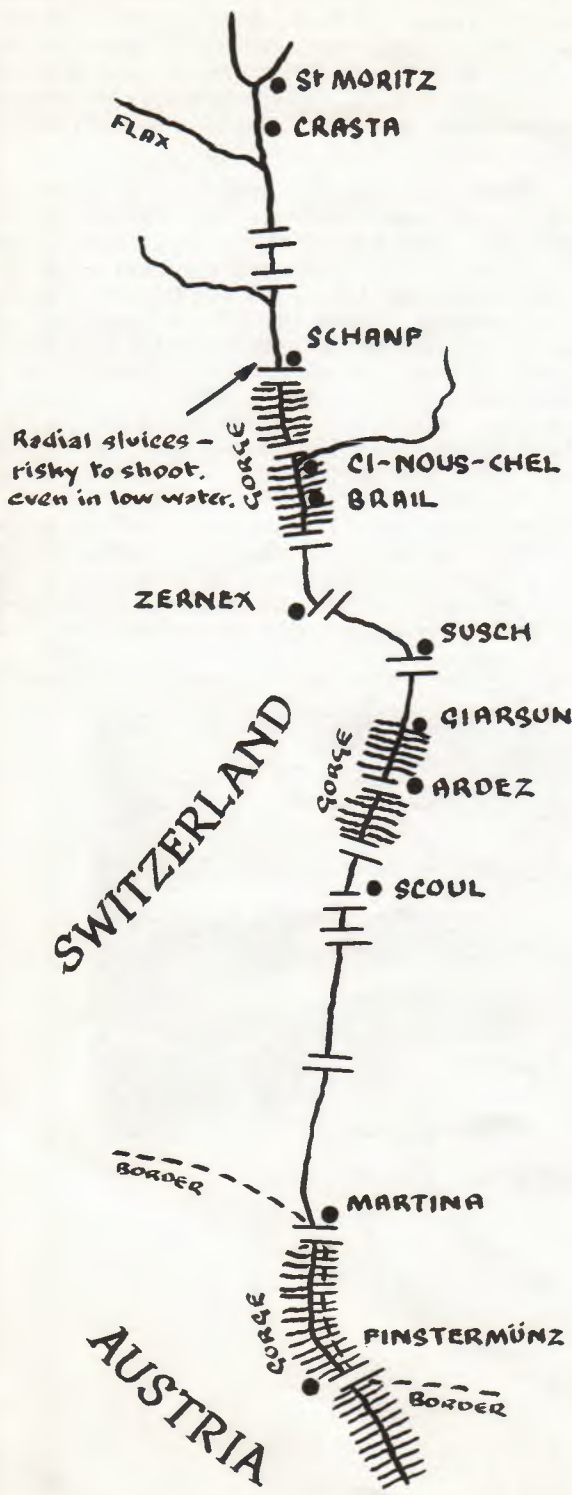 St MORITZ
CRASTA
FLAX
SCHANP
Radial sluices –
risky to shoot.
even in low water.
GORGE
CI-NOUS-CHEL
BRAIL
ZERNEX
SUSCH
GIARSUN
GORGE
ARDEZ
SWITZERLAND
SCOUL
BORDER
MARTINA
GORGE
FINSTERMÜNZ
BORDER
AUSTRIA